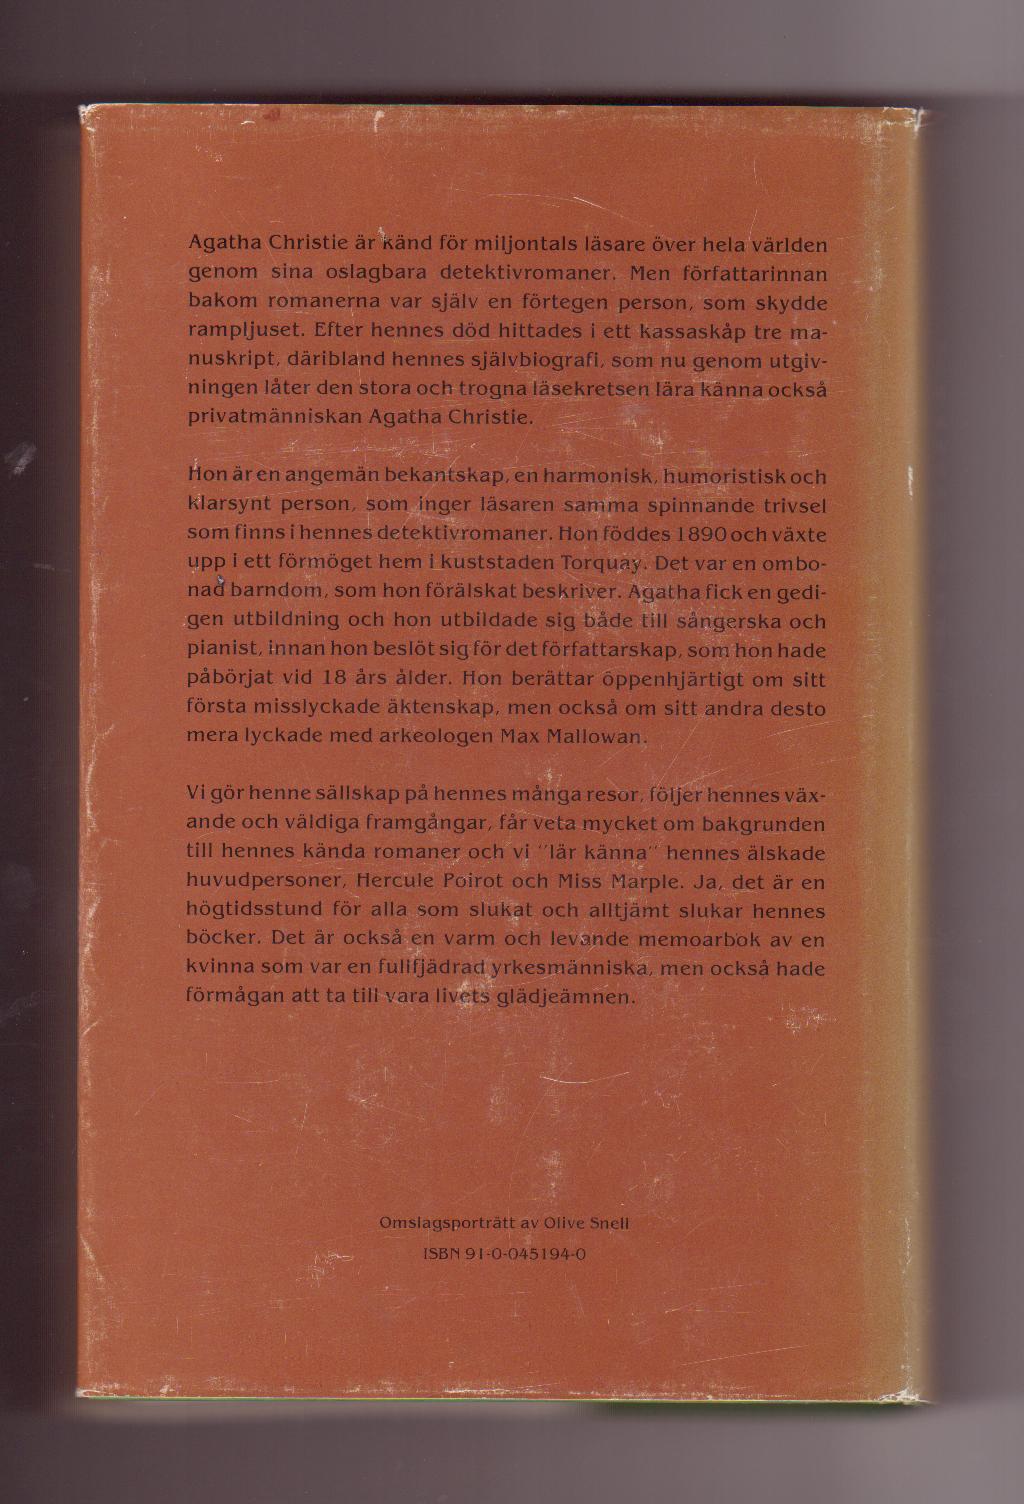 Agatha Christie är känd för miljontals läsare över hela världen
genom sina oslagbara detektivromaner. Men författarinnan
bakom romanerna var själv en förtegen person, som skydde
rampljuset. Efter hennes död hittades i ett kassaskåp tre ma-
nuskript, däribland hennes självbiografi, som nu genom utgiv-
ningen låter den stora och trogna läsekretsen lära känna också
privatmänniskan Agatha Christie.
Hon är en angemän bekantskap, en harmonisk, humoristisk och
klarsynt person, som inger läsaren samma spinnande trivsel
som finns i hennes detektivromaner. Hon föddes 1890 och växte
upp i ett förmöget hem i kuststaden Torquay. Det var en ombo-
nad barndom, som hon förälskat beskriver. Agatha fick en gedi-
gen utbildning och hon utbildade sig både till sångerska och
pianist, innan hon beslöt sig för det författarskap, som hon hade
påbörjat vid 18 års ålder. Hon berättar öppenhjärtigt om sitt
första misslyckade äktenskap, men också om sitt andra desto
mera lyckade med arkeologen Max Mallowan.
Vi gör henne sällskap på hennes många resor, följer hennes väx-
ande och väldiga framgångar, får veta mycket om bakgrunden
till hennes kända romaner och vi "lär känna" hennes älskade
huvudpersoner, Hercule Poirot och Miss Marple. Ja, det är en
högtidsstund för alla som slukat och alltjämt slukar hennes
böcker. Det är också en varm och levande memoarbok av en
kvinna som var en fullfjädrad yrkesmänniska, men också hade
förmågan att ta till vara livets glädjeämnen.
Omslagsporträtt av Olive Snell
ISBN 91-0-045194-0